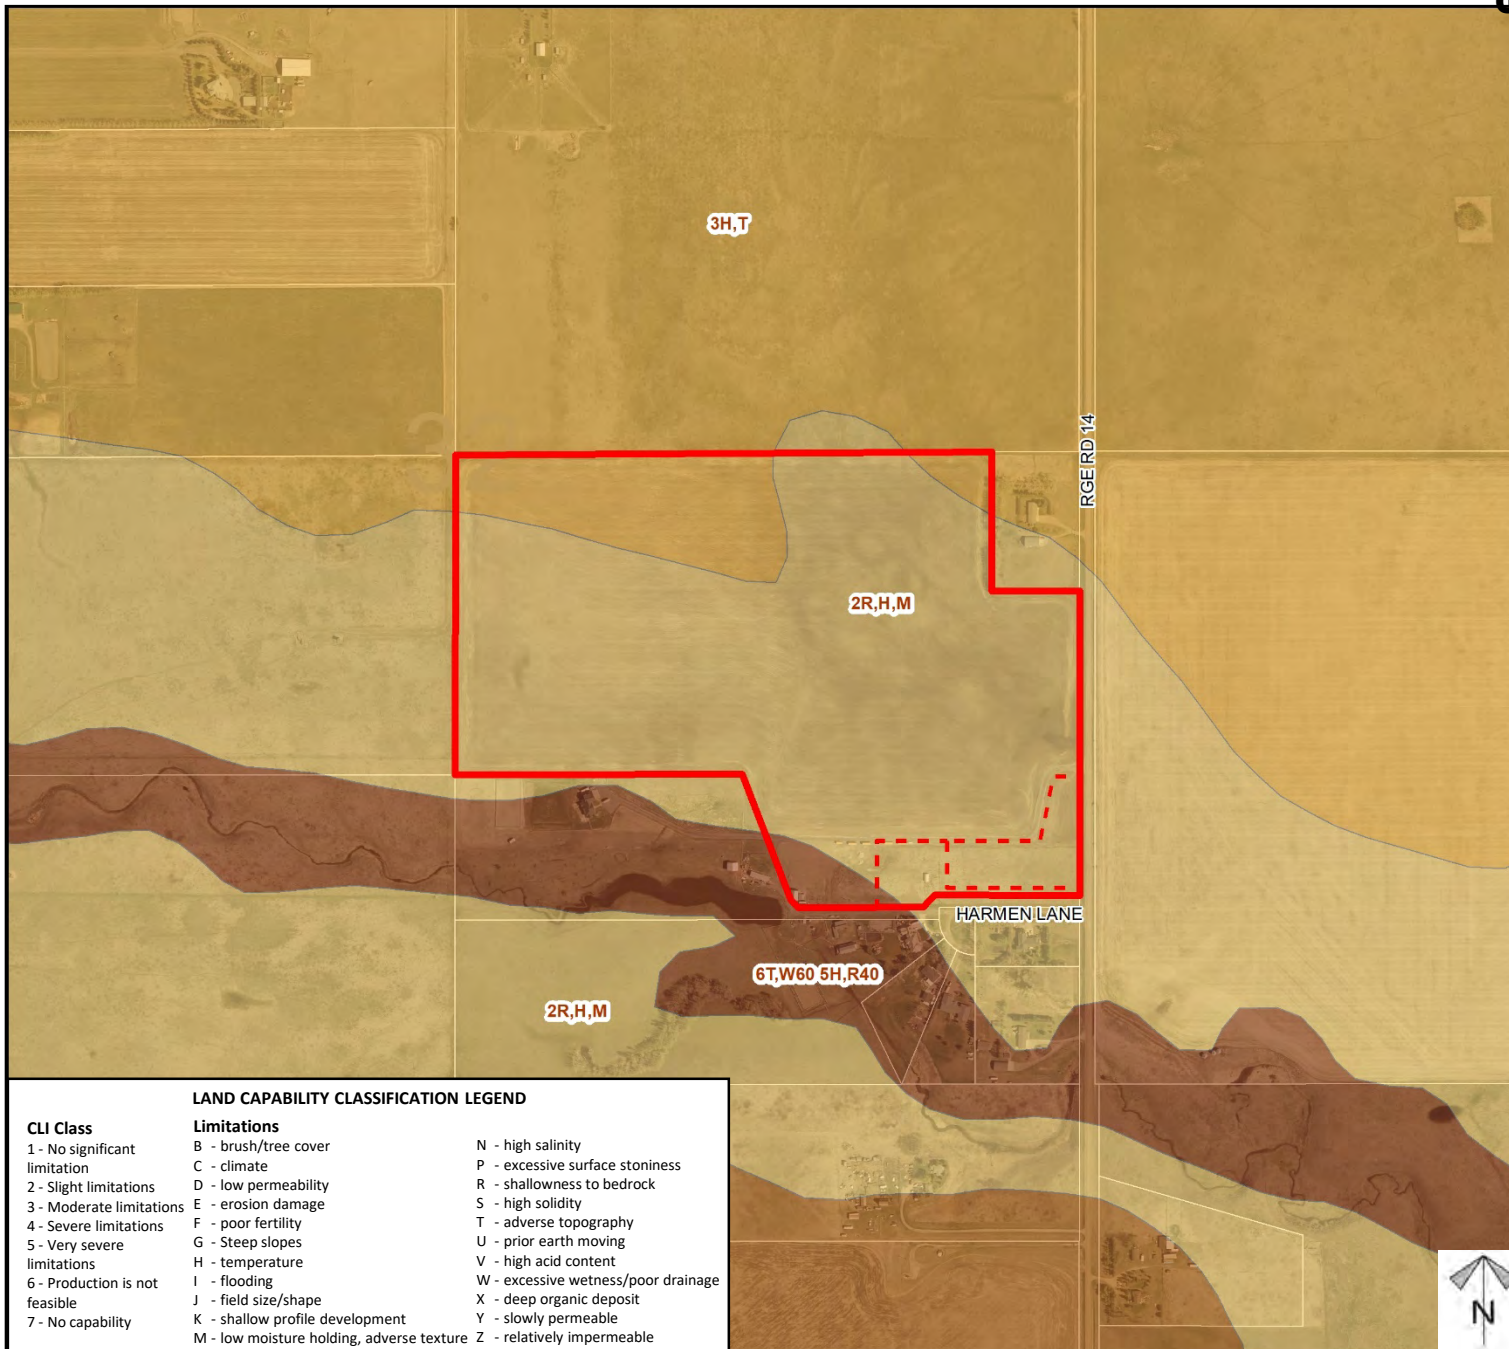 3H,T
RGE RD 14
2R,H,M
HARMEN LANE
6T,W60 5H,R40
2R,H,M
LAND CAPABILITY CLASSIFICATION LEGEND
CLI Class
1 - No significant
limitation
2 - Slight limitations
3 - Moderate limitations
4 - Severe limitations
5 - Very severe
limitations
6 - Production is not
feasible
7 - No capability
Limitations
B - brush/tree cover
C - climate
D - low permeability
E - erosion damage
F - poor fertility
G - Steep slopes
H - temperature
I - flooding
J - field size/shape
K - shallow profile development
M - low moisture holding, adverse texture
N - high salinity
P - excessive surface stoniness
R - shallowness to bedrock
S - high solidity
T - adverse topography
U - prior earth moving
V - high acid content
W - excessive wetness/poor drainage
X - deep organic deposit
Y - slowly permeable
Z - relatively impermeable
N